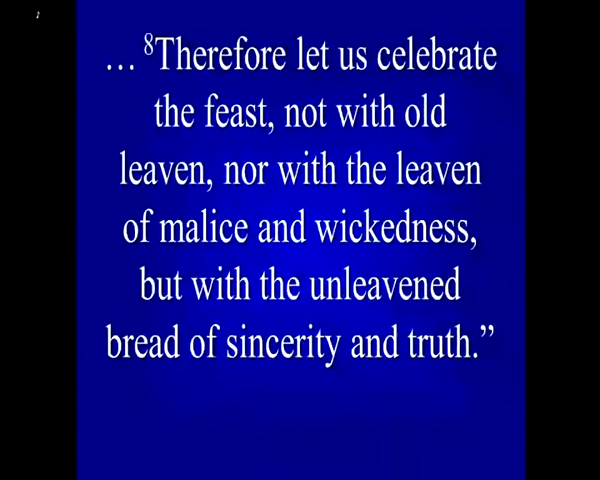 … ⁸Therefore let us celebrate
the feast, not with old
leaven, nor with the leaven
of malice and wickedness,
but with the unleavened
bread of sincerity and truth.”